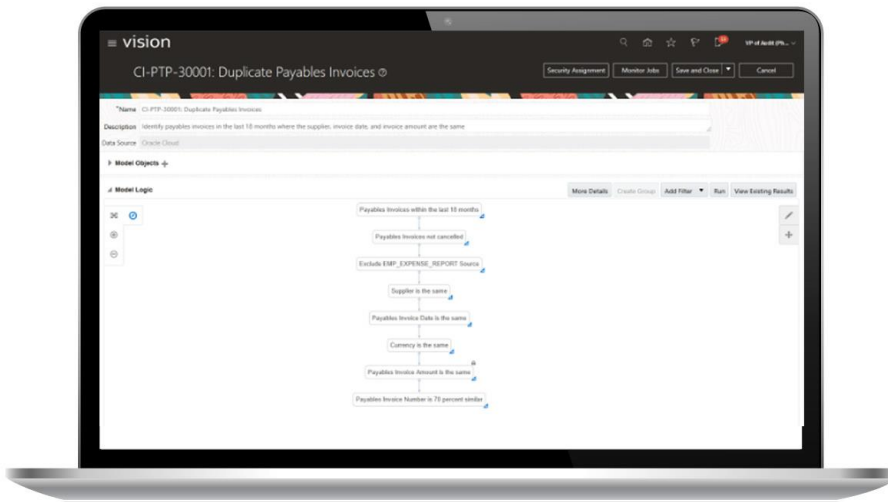 vision
VP of Audit (Ph...
CI-PTP-30001: Duplicate Payables Invoices
Security Assignment Monitor Jobs Save and Close Cancel
*Name CI-PTP-30001: Duplicate Payables Invoices
Description Identify payables invoices in the last 18 months where the supplier, invoice date, and invoice amount are the same
Data Source Oracle Cloud
Model Objects
Model Logic
More Details Create Group Add Filter Run View Existing Results
Payables Invoices within the last 18 months
Payables Invoices not cancelled
Exclude EMP_EXPENSE_REPORT Source
Supplier is the same
Payables Invoice Date is the same
Currency is the same
Payables Invoice Amount is the same
Payables Invoice Number is 70 percent similar